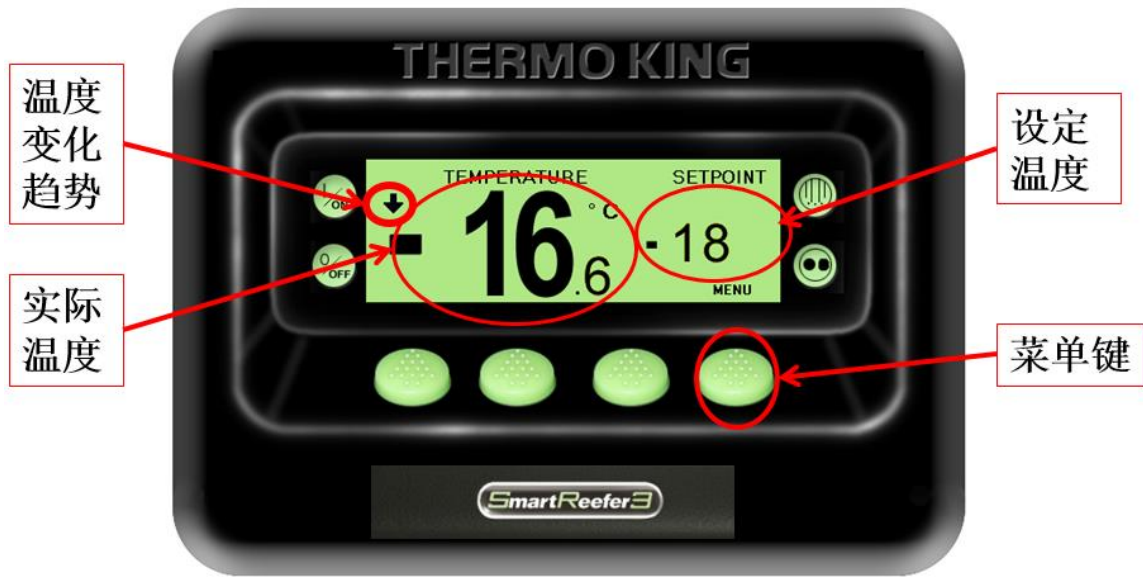 THERMO KING
温度
变化
趋势
设定
温度
I/ON
TEMPERATURE
SETPOINT
°C
-16.6
-18
O/OFF
MENU
实际
温度
菜单键
SmartReefer3